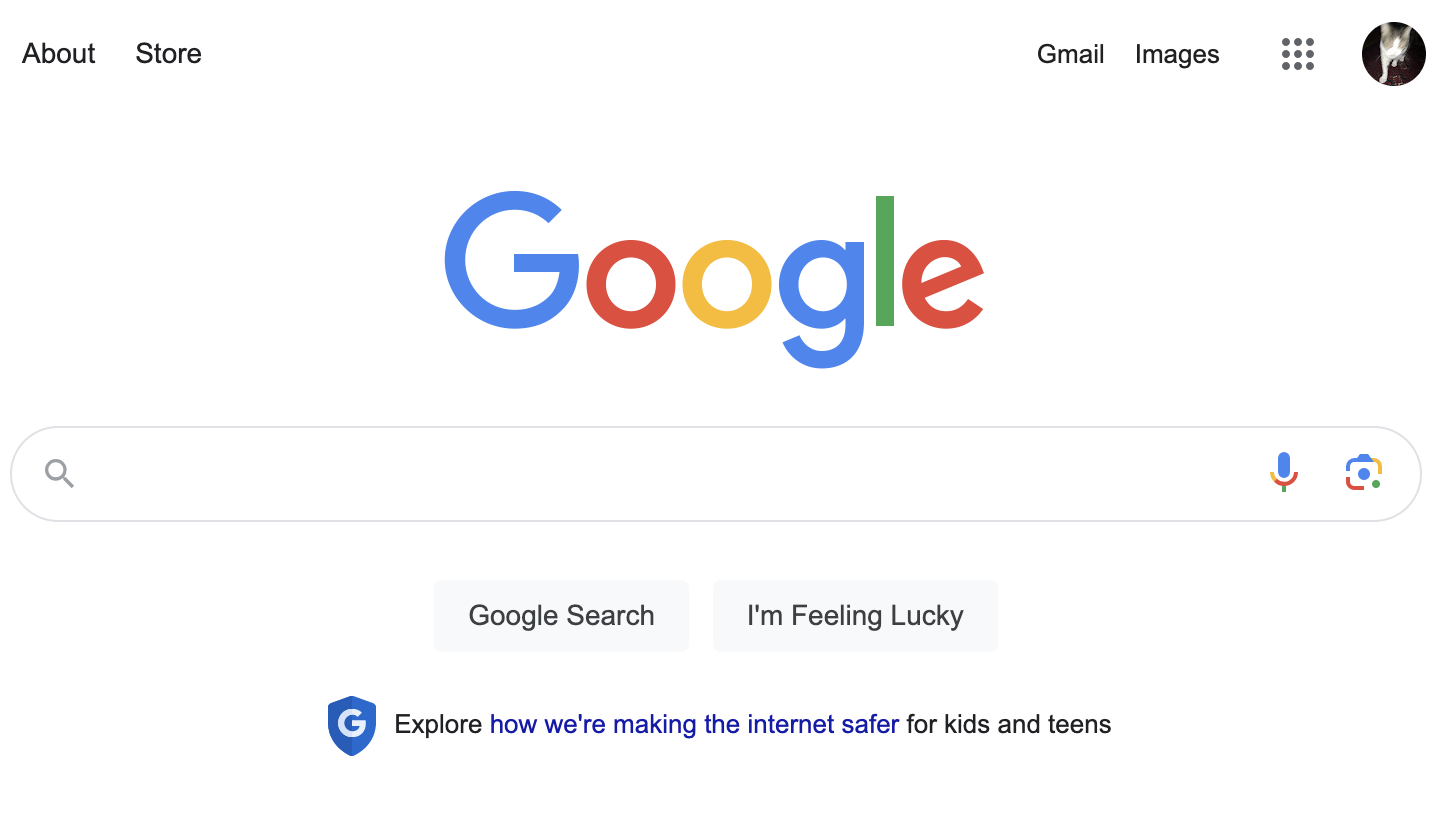 About Store Gmail Images
Google
Google Search I'm Feeling Lucky
G Explore how we're making the internet safer for kids and teens